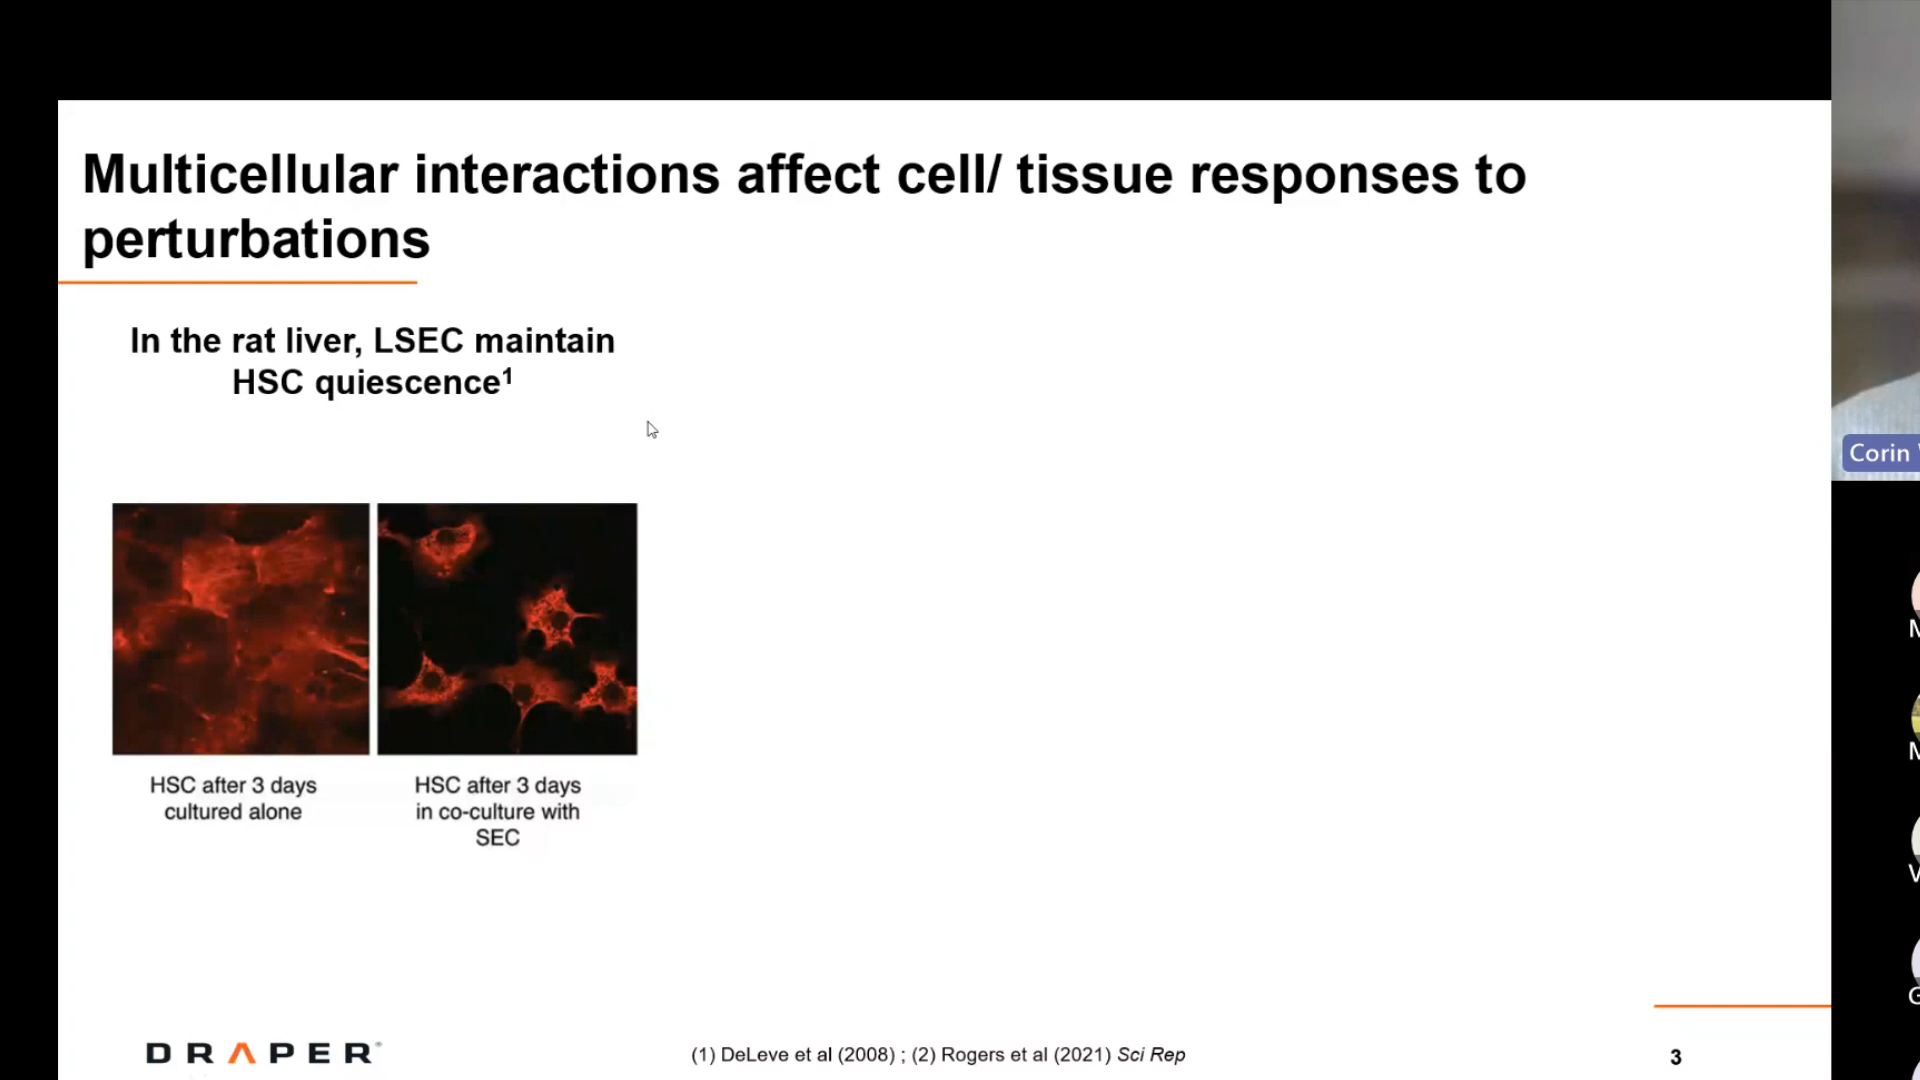 Multicellular interactions affect cell/ tissue responses to
perturbations
In the rat liver, LSEC maintain
HSC quiescence¹
HSC after 3 days
cultured alone
HSC after 3 days
in co-culture with
SEC
DRAPER
(1) DeLeve et al (2008) ; (2) Rogers et al (2021) Sci Rep
3
Corin